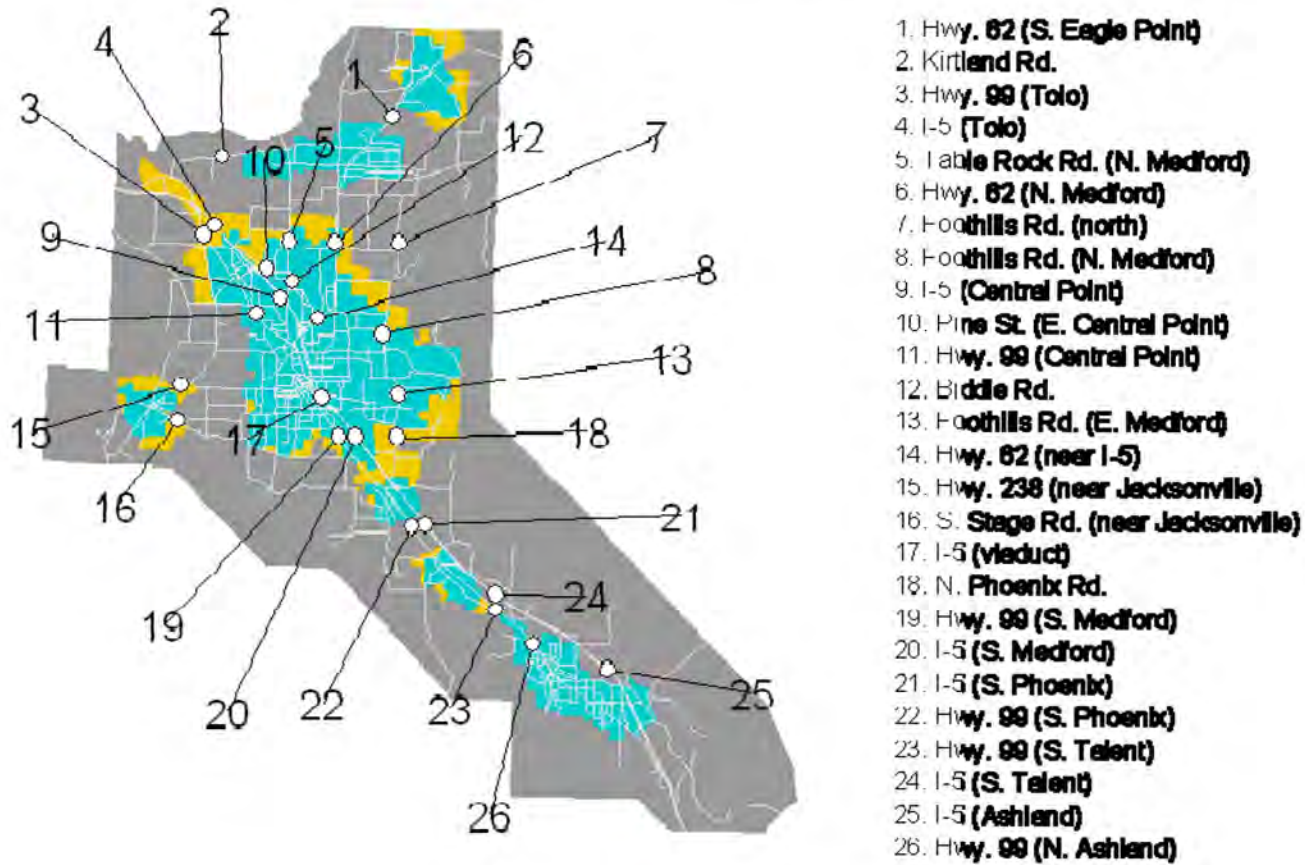 2
4
6
1
3
5
12
7
10
9
14
8
11
13
15
17
18
16
21
19
24
20
22
23
25
26
1. Hwy. 62 (S. Eagle Point)
2. Kirtland Rd.
3. Hwy. 99 (Tolo)
4. I-5 (Tolo)
5. Table Rock Rd. (N. Medford)
6. Hwy. 62 (N. Medford)
7. Foothills Rd. (north)
8. Foothills Rd. (N. Medford)
9. I-5 (Central Point)
10. Pine St. (E. Central Point)
11. Hwy. 99 (Central Point)
12. Biddle Rd.
13. Foothills Rd. (E. Medford)
14. Hwy. 62 (near I-5)
15. Hwy. 238 (near Jacksonville)
16. S. Stage Rd. (near Jacksonville)
17. I-5 (viaduct)
18. N. Phoenix Rd.
19. Hwy. 99 (S. Medford)
20. I-5 (S. Medford)
21. I-5 (S. Phoenix)
22. Hwy. 99 (S. Phoenix)
23. Hwy. 99 (S. Talent)
24. I-5 (S. Talent)
25. I-5 (Ashland)
26. Hwy. 99 (N. Ashland)